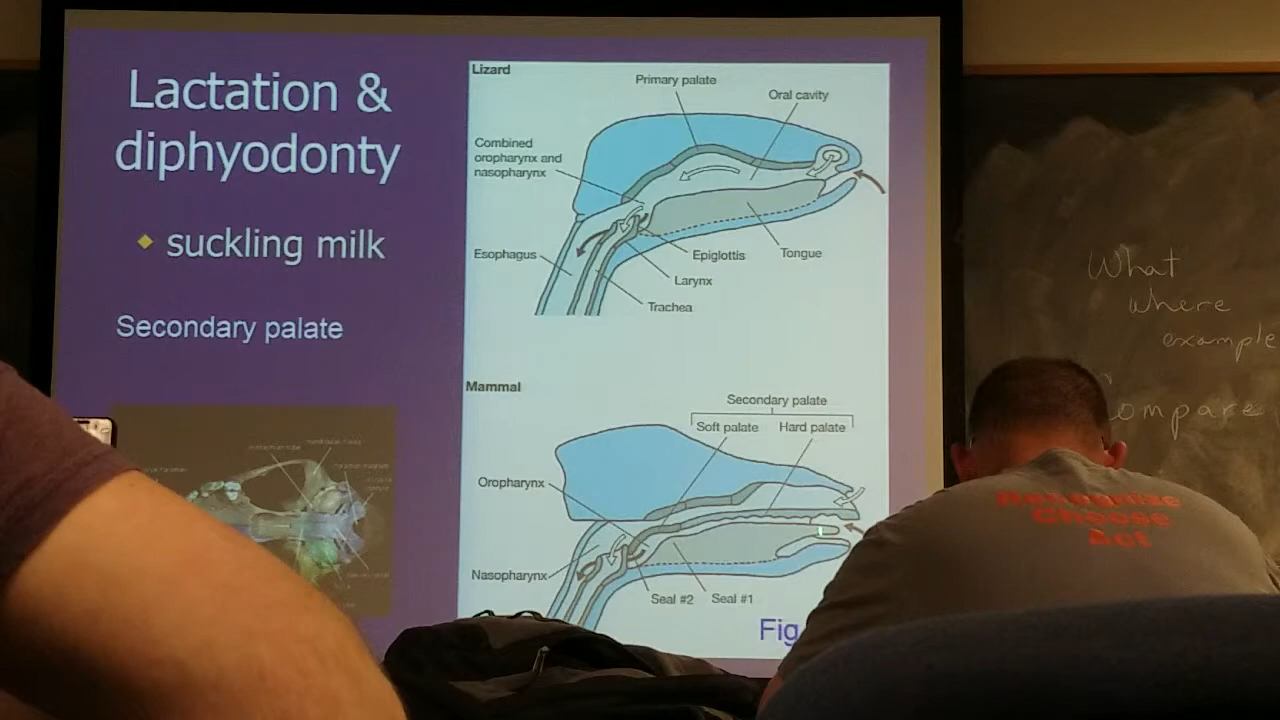 Lactation &
diphyodonty
suckling milk
Secondary palate
Lizard
Primary palate
Oral cavity
Combined
oropharynx and
nasopharynx
Esophagus
Epiglottis
Tongue
Larynx
Trachea
Mammal
Secondary palate
Soft palate Hard palate
Oropharynx
Nasopharynx
Seal #2 Seal #1
Fig
What
where
example
ompare
Recognize
Choose
Act